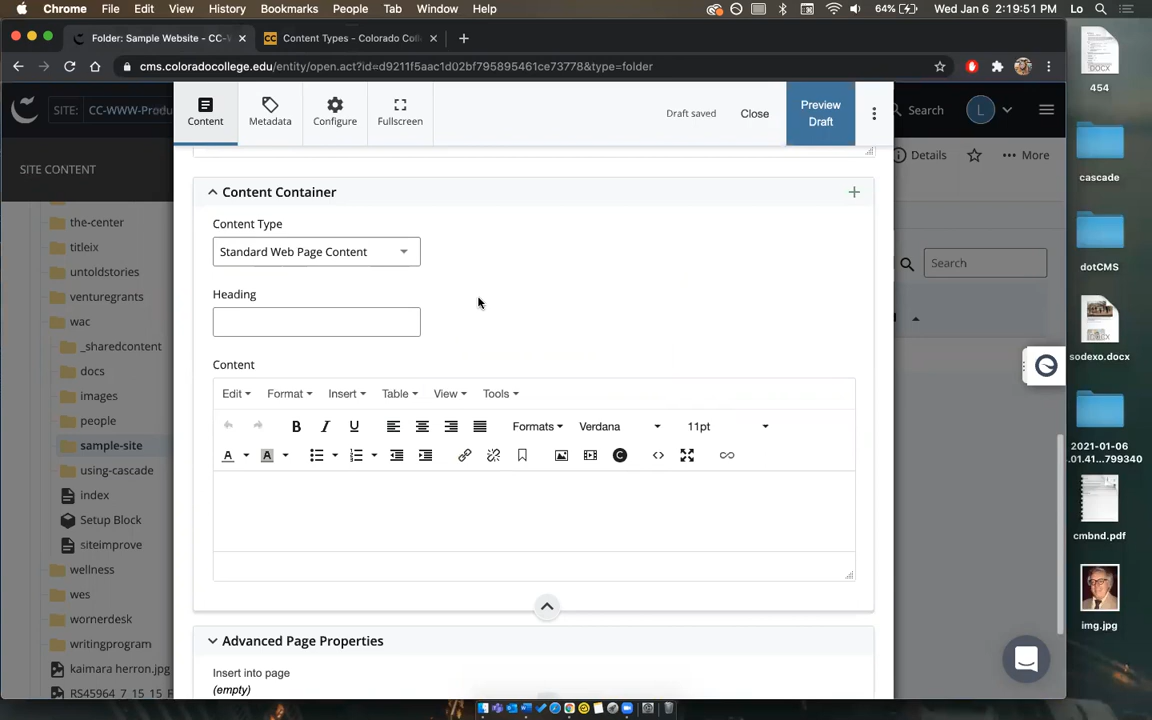 Chrome File Edit View History Bookmarks People Tab Window Help 64% Wed Jan 6 2:19:51 PM Lo
Folder: Sample Website - CC-W Content Types - Colorado Coll
cms.coloradocollege.edu/entity/open.act?id=d9211f5aac1d02bf795895461ce73778&type=folder
SITE: CC-WWW-Produ
Content
Metadata
Configure
Fullscreen
Draft saved
Close
Preview
Draft
Search
L
SITE CONTENT
Details
More
the-center
titleix
untoldstories
venturegrants
wac
_sharedcontent
docs
images
people
sample-site
using-cascade
index
Setup Block
siteimprove
wellness
wes
wornerdesk
writingprogram
kaimara herron.jpg
RS45964_7_15_15_F
Content Container
Content Type
Standard Web Page Content
Heading
Content
Edit Format Insert Table View Tools
B I U Formats Verdana 11pt
A A
Advanced Page Properties
Insert into page
(empty)
Search
454
cascade
dotCMS
sodexo.docx
2021-01-06
.01.41...799340
cmbnd.pdf
img.jpg